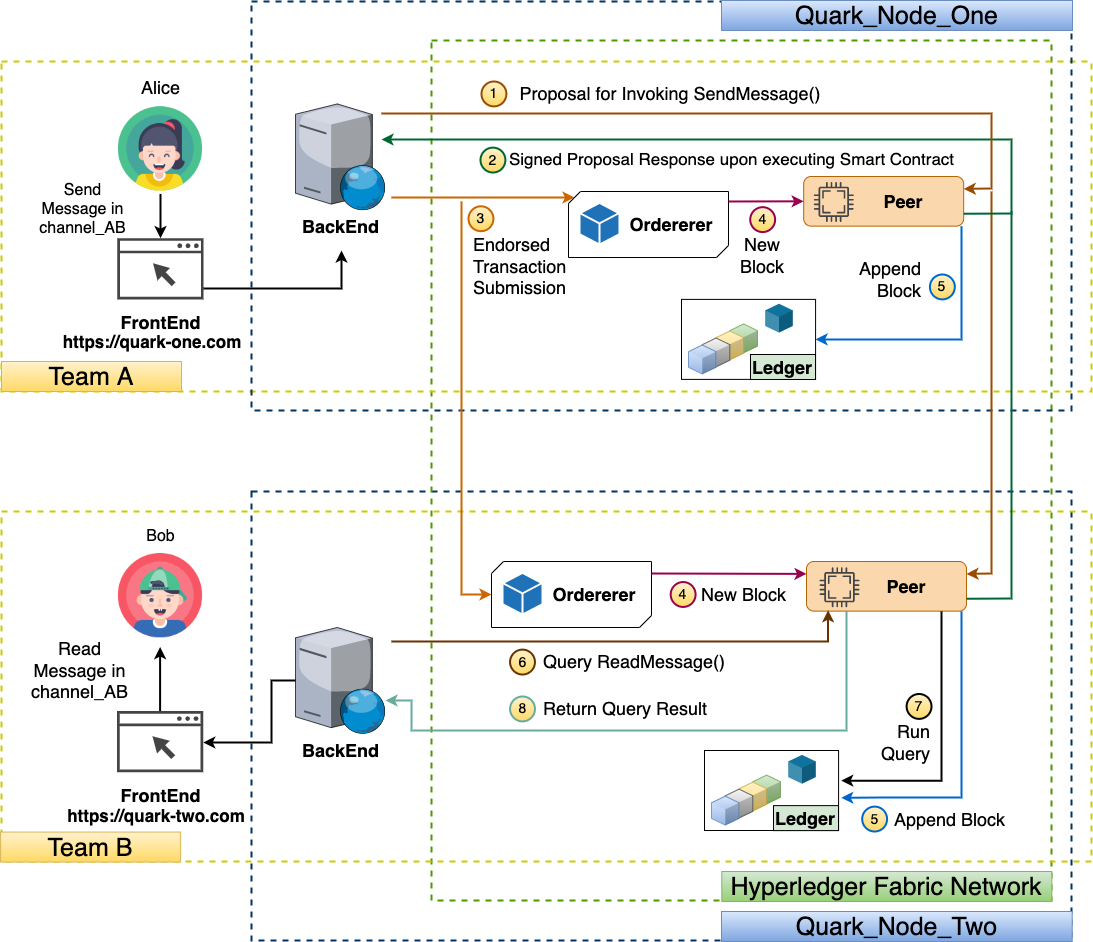 Quark_Node_One
Alice
1 Proposal for Invoking SendMessage()
2 Signed Proposal Response upon executing Smart Contract
Send
Message in
channel_AB
BackEnd
3
Endorsed
Transaction
Submission
Ordererer
4
New
Block
Peer
Append
Block
5
FrontEnd
https://quark-one.com
Ledger
Team A
Bob
Ordererer
4 New Block
Peer
Read
Message in
channel_AB
6 Query ReadMessage()
8 Return Query Result
7
Run
Query
BackEnd
FrontEnd
https://quark-two.com
Ledger
5 Append Block
Team B
Hyperledger Fabric Network
Quark_Node_Two